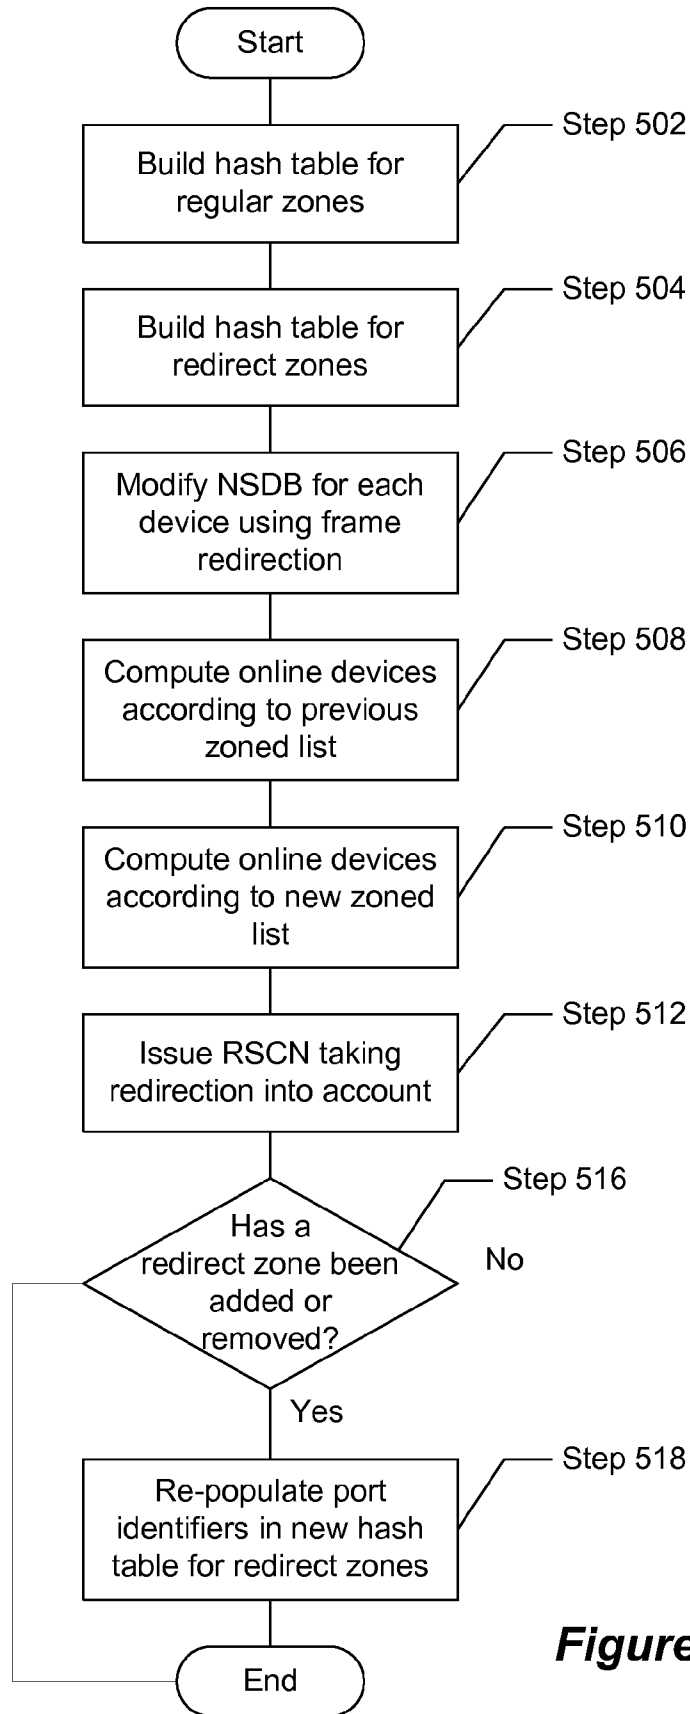 Start
Step 502
Build hash table for
regular zones
Step 504
Build hash table for
redirect zones
Step 506
Modify NSDB for each
device using frame
redirection
Step 508
Compute online devices
according to previous
zoned list
Step 510
Compute online devices
according to new zoned
list
Step 512
Issue RSCN taking
redirection into account
Step 516
Has a
redirect zone been
added or
removed?
No
Yes
Step 518
Re-populate port
identifiers in new hash
table for redirect zones
Figure
End